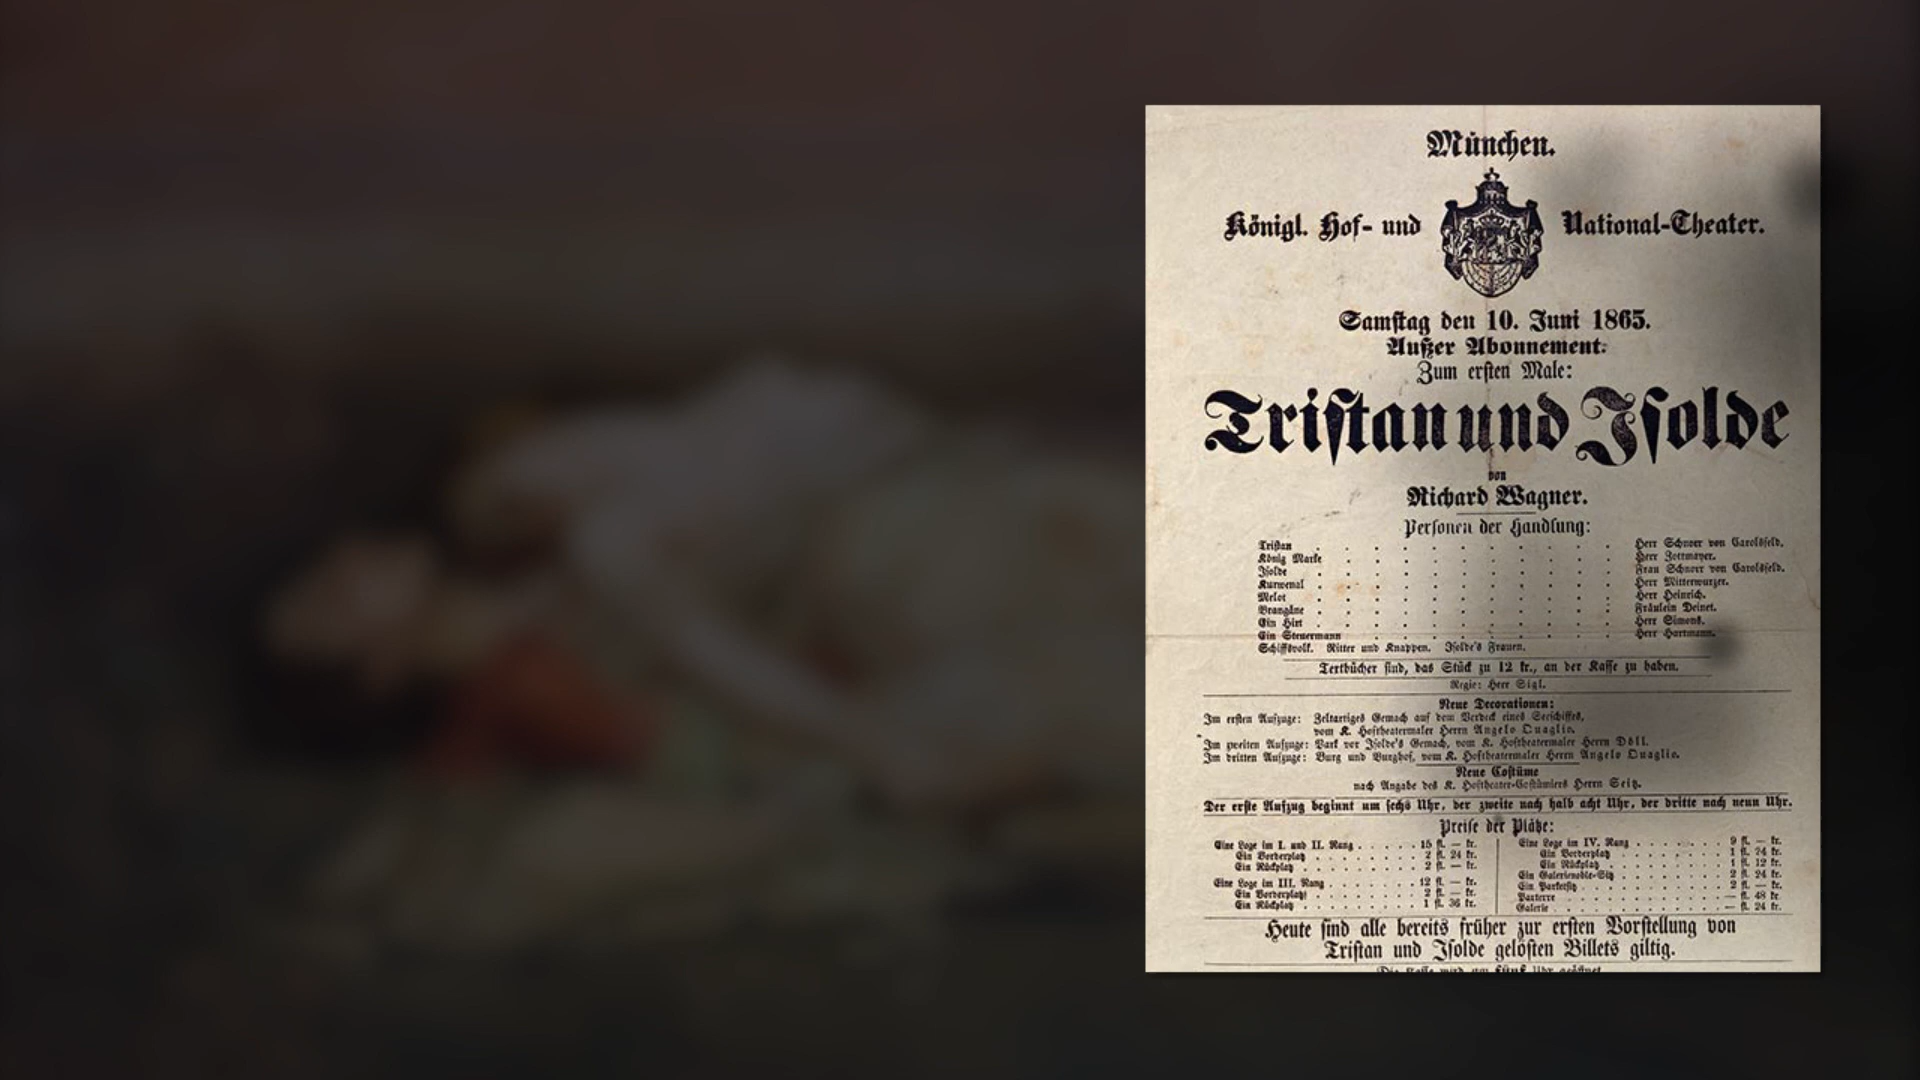 München.
Königl. Hof- und National-Theater.
Samſtag den 10. Juni 1865.
Außer Abonnement.
Zum erſten Male:
Triſtan und Iſolde
von
Richard Wagner.
Perſonen der Handlung:
Triſtan . . . . . . . . . . . Herr Schnorr von Carolsfeld.
König Marke . . . . . . . . . . . Herr Zottmayer.
Iſolde . . . . . . . . . . . Frau Schnorr von Carolsfeld.
Kurwenal . . . . . . . . . . . Herr Mitterwurzer.
Melot . . . . . . . . . . . Herr Heinrich.
Brangäne . . . . . . . . . . . Fräulein Deinet.
Ein Hirt . . . . . . . . . . . Herr Simons.
Ein Steuermann . . . . . . . . . . Herr Hartmann.
Schiffsvolk. Ritter und Knappen. Iſolde's Frauen.
Textbücher ſind, das Stück zu 12 kr., an der Kaſſe zu haben.
Regie: Herr Sigl.
Neue Decorationen:
Im erſten Aufzuge: Zeltartiges Gemach auf dem Verdeck eines Seeſchiffes,
vom K. Hoftheatermaler Herrn Angelo Quaglio.
Im zweiten Aufzuge: Park vor Iſolde's Gemach, vom K. Hoftheatermaler Herrn Döll.
Im dritten Aufzuge: Burg und Burghof, vom K. Hoftheatermaler Herrn Angelo Quaglio.
Neue Coſtüme
nach Angabe des K. Hoftheater-Coſtümiers Herrn Seitz.
Der erſte Aufzug beginnt um ſechs Uhr, der zweite nach halb acht Uhr, der dritte nach neun Uhr.
Preiſe der Plätze:
Eine Loge im I. und II. Rang . . . . . . 15 fl. — kr.
Ein Vorderplatz . . . . . . . . . 2 fl. 24 kr.
Ein Rückplatz . . . . . . . . . 2 fl. — kr.
Eine Loge im III. Rang . . . . . . . . 12 fl. — kr.
Ein Vorderplatz . . . . . . . . . 2 fl. — kr.
Ein Rückplatz . . . . . . . . . 1 fl. 36 kr.
Eine Loge im IV. Rang . . . . . . . . 9 fl. — kr.
Ein Vorderplatz . . . . . . . . 1 fl. 24 kr.
Ein Rückplatz . . . . . . . . 1 fl. 12 kr.
Ein Galerienoble-Sitz . . . . . . . . 2 fl. 24 kr.
Ein Parketſitz . . . . . . . . . 2 fl. — kr.
Parterre . . . . . . . . . — fl. 48 kr.
Galerie . . . . . . . . . — fl. 24 kr.
Heute ſind alle bereits früher zur erſten Vorſtellung von
Triſtan und Iſolde gelöſten Billets giltig.
Die Kaſſe wird um fünf Uhr geöffnet